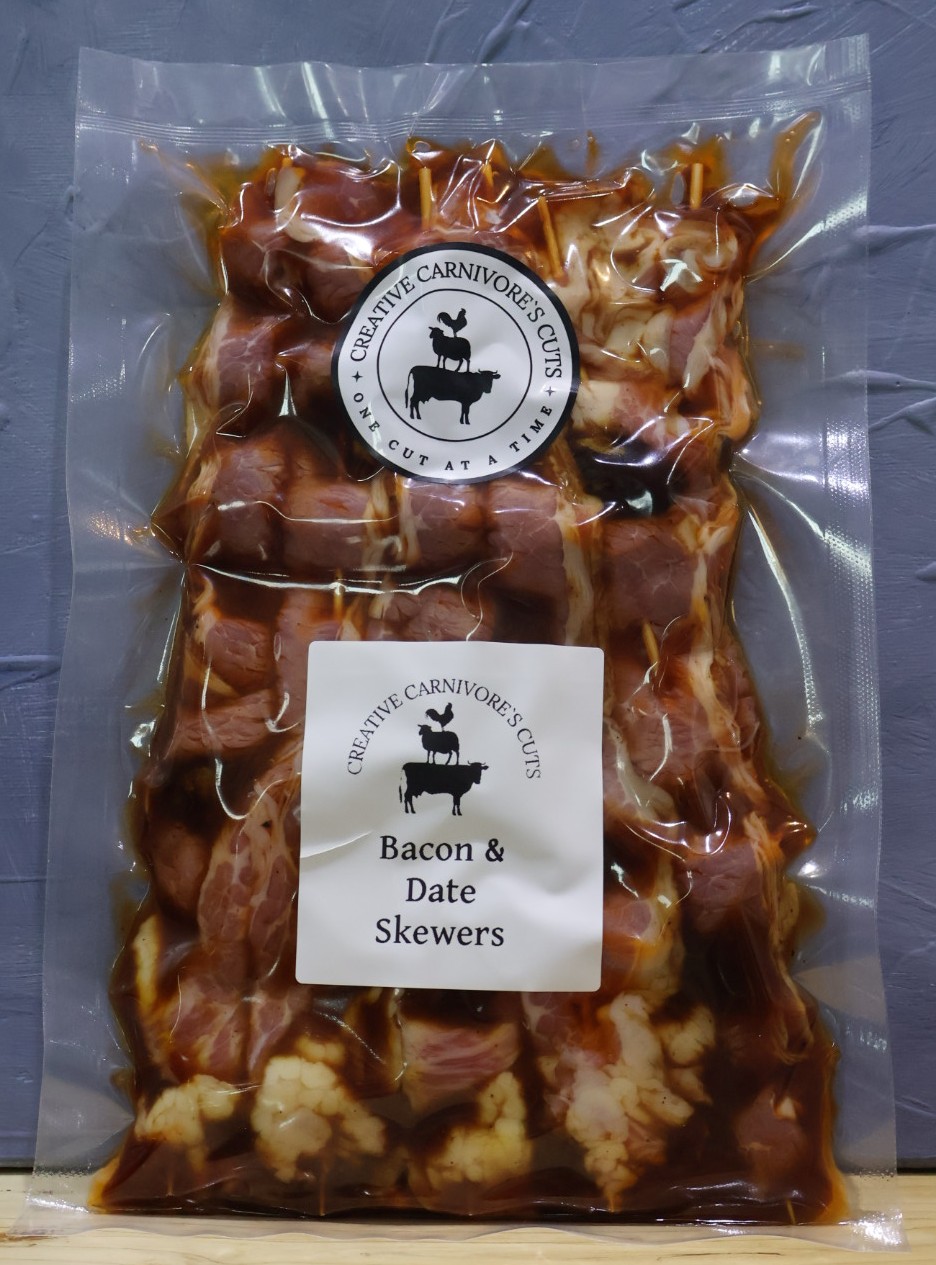 CREATIVE CARNIVORE`S CUTS
ONE CUT AT A TIME
CREATIVE CARNIVORE`S CUTS
Bacon &
Date
Skewers